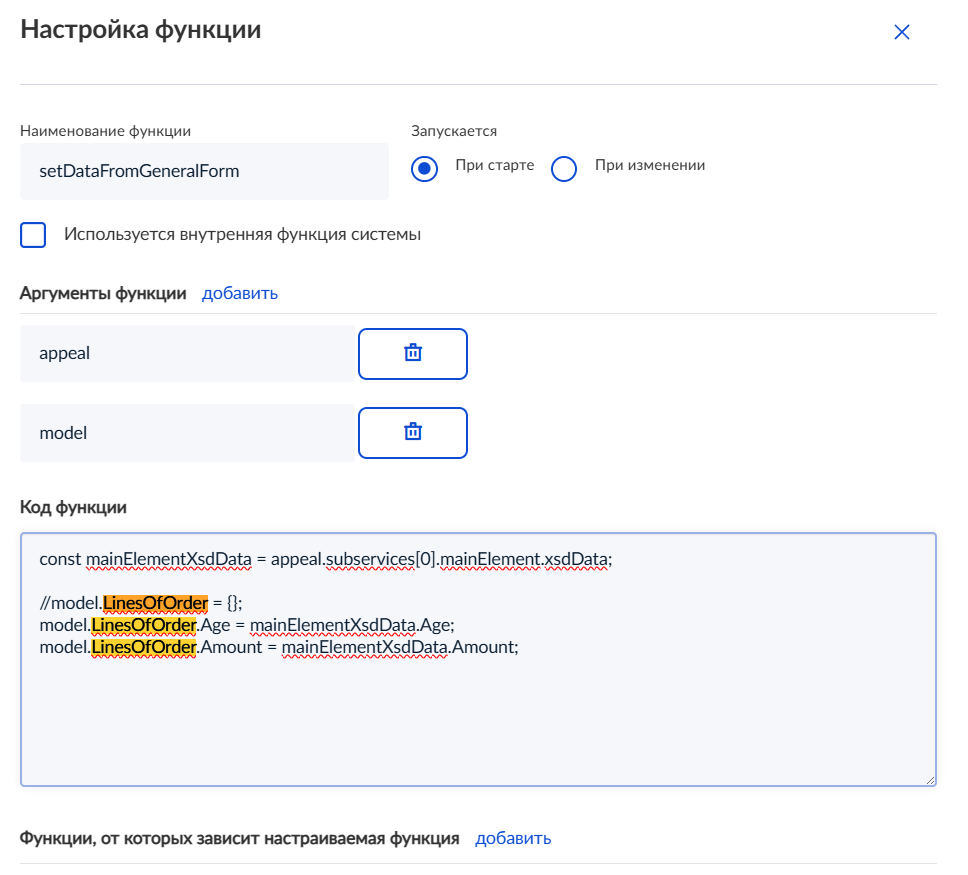 Настройка функции
Наименование функции
Запускается
setDataFromGeneralForm
При старте
При изменении
Используется внутренняя функция системы
Аргументы функции добавить
appeal
model
Код функции
const mainElementXsdData = appeal.subservices[0].mainElement.xsdData;
//model.LinesOfOrder = {};
model.LinesOfOrder.Age = mainElementXsdData.Age;
model.LinesOfOrder.Amount = mainElementXsdData.Amount;
Функции, от которых зависит настраиваемая функция добавить